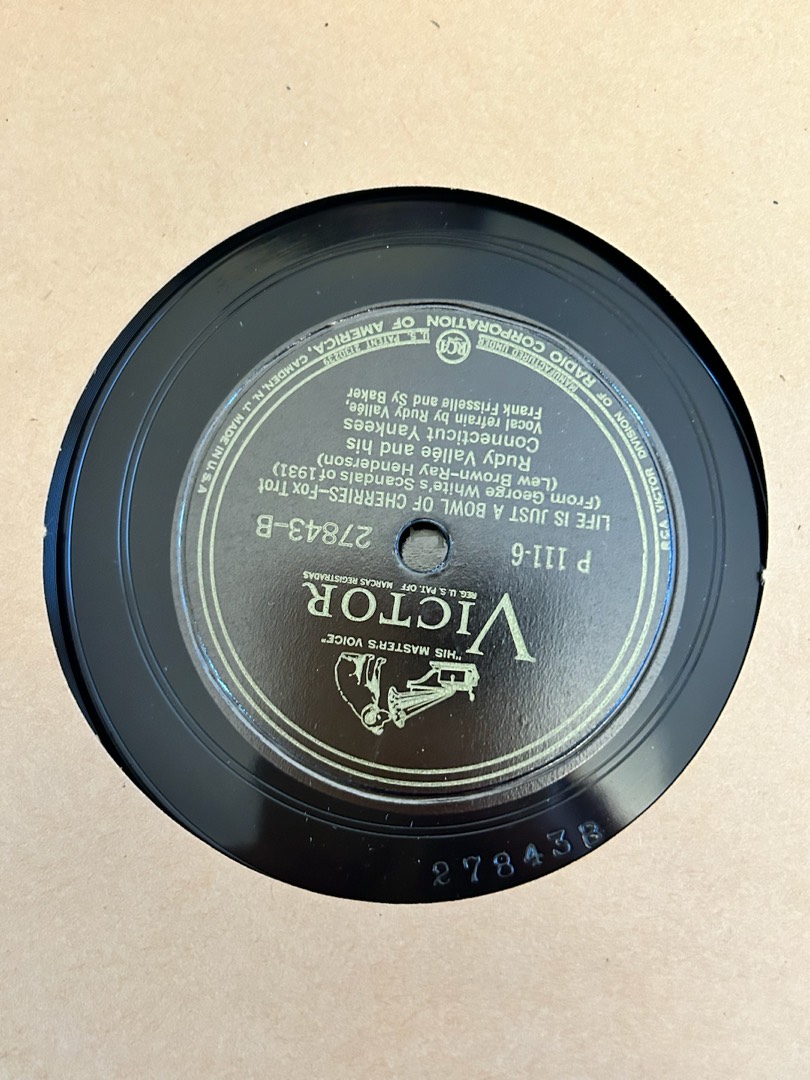 "HIS MASTER'S VOICE"
VICTOR
REG. U.S. PAT. OFF. MARCAS REGISTRADAS
P 111-6
27843-B
LIFE IS JUST A BOWL OF CHERRIES–Fox Trot
(From George White's Scandals of 1931)
(Lew Brown–Ray Henderson)
Rudy Vallée and his
Connecticut Yankees
Vocal refrain by Rudy Vallée,
Frank Frisselle and Sy Baker
MANUFACTURED UNDER
RCA
U.S. PATENT 2130239
RCA VICTOR DIVISION OF RADIO CORPORATION OF AMERICA, CAMDEN, N. J. MADE IN U.S.A
27843B